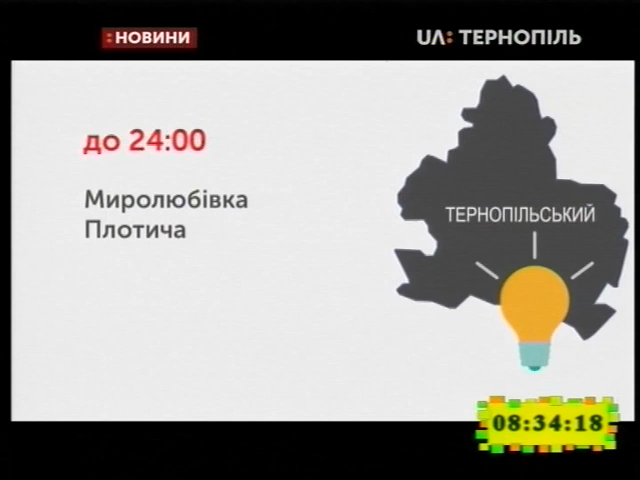 :НОВИНИ
UA: ТЕРНОПІЛЬ
до 24:00
Миролюбівка
Плотича
ТЕРНОПІЛЬСЬКИЙ
08:34:18